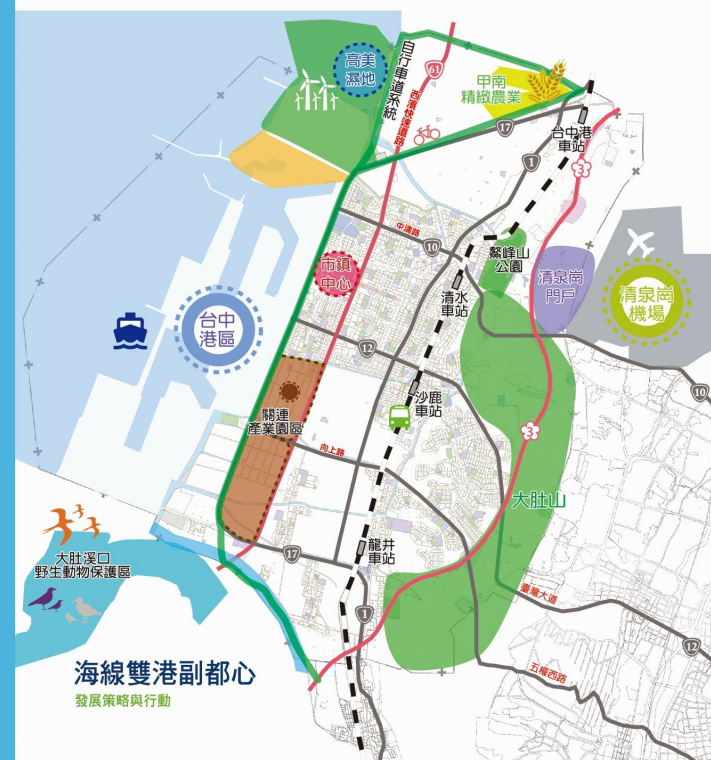 高美
濕地
自行車道系統
61
西濱快速道路
甲南
精緻農業
17
台中港
車站
1
3
中清路
10
鰲峰山
公園
市鎮
中心
清水
車站
清泉崗
門戶
清泉崗
機場
台中
港區
12
10
沙鹿
車站
關連
產業園區
向上路
3
大肚山
17
龍井
車站
大肚溪口
野生動物保護區
1
臺灣大道
12
五權西路
海線雙港副都心
發展策略與行動